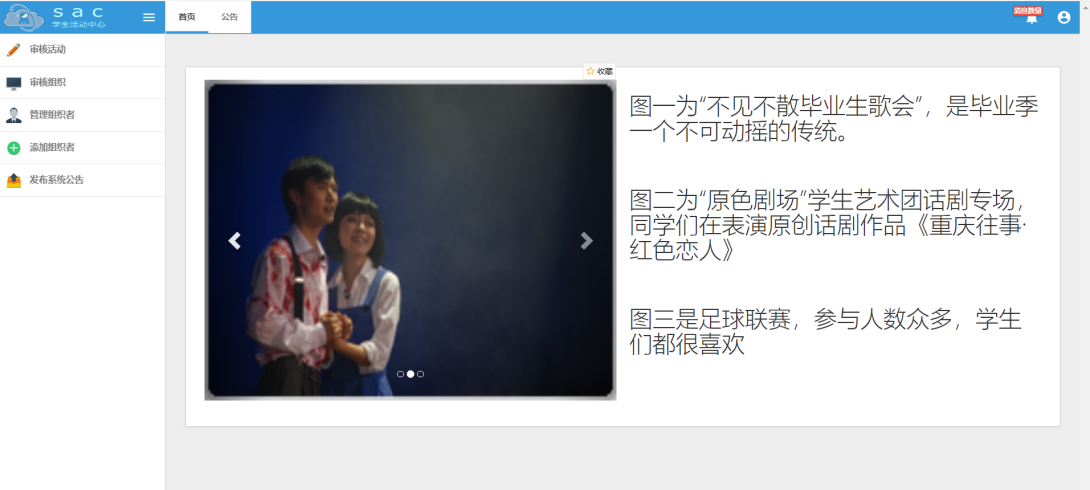 sac
学生活动中心
首页
公告
消息数量
审核活动
审核组织
管理组织者
添加组织者
发布系统公告
收藏
图一为“不见不散毕业生歌会”，是毕业季
一个不可动摇的传统。
图二为“原色剧场”学生艺术团话剧专场，
同学们在表演原创话剧作品《重庆往事·
红色恋人》
图三是足球联赛，参与人数众多，学生
们都很喜欢